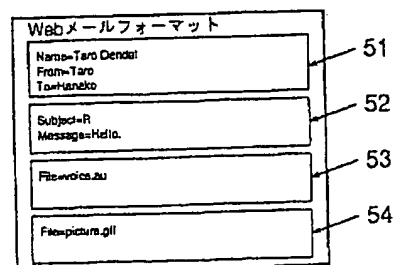 Webメールフォーマット
Name=Taro Dendat
From=Taro
To=Hanako
51
Subject=R
Message=Hello.
52
File=voice.au
53
File=picture.gif
54